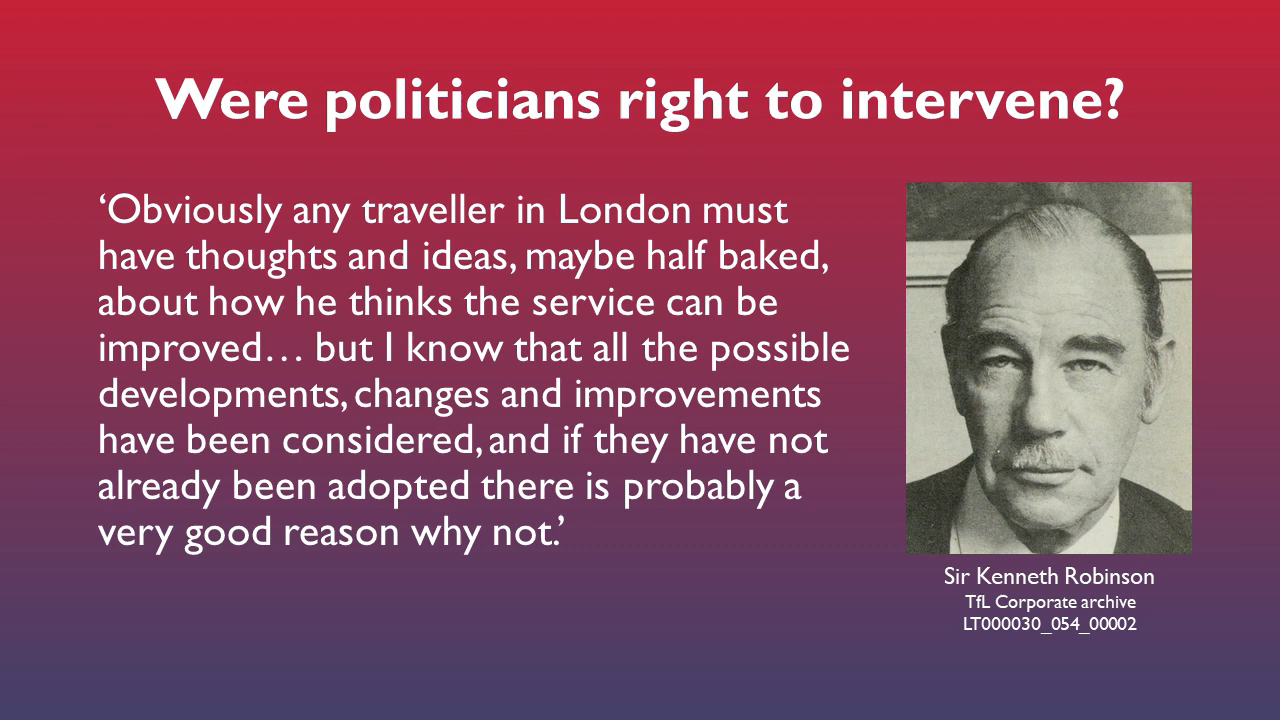 Were politicians right to intervene?
‘Obviously any traveller in London must
have thoughts and ideas, maybe half baked,
about how he thinks the service can be
improved… but I know that all the possible
developments, changes and improvements
have been considered, and if they have not
already been adopted there is probably a
very good reason why not.’
Sir Kenneth Robinson
TfL Corporate archive
LT000030_054_00002